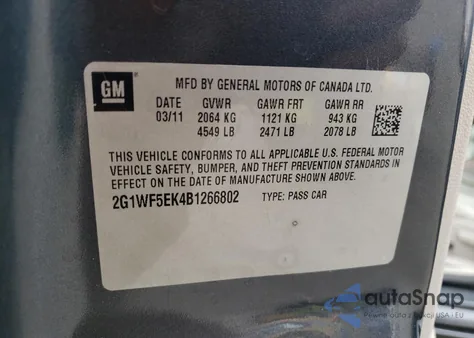 GM
MFD BY GENERAL MOTORS OF CANADA LTD.
DATE GVWR GAWR FRT GAWR RR
03/11 2064 KG 1121 KG 943 KG
4549 LB 2471 LB 2078 LB
THIS VEHICLE CONFORMS TO ALL APPLICABLE U.S. FEDERAL MOTOR
VEHICLE SAFETY, BUMPER, AND THEFT PREVENTION STANDARDS IN
EFFECT ON THE DATE OF MANUFACTURE SHOWN ABOVE.
2G1WF5EK4B1266802 TYPE: PASS CAR
autoSnap
USA i EU